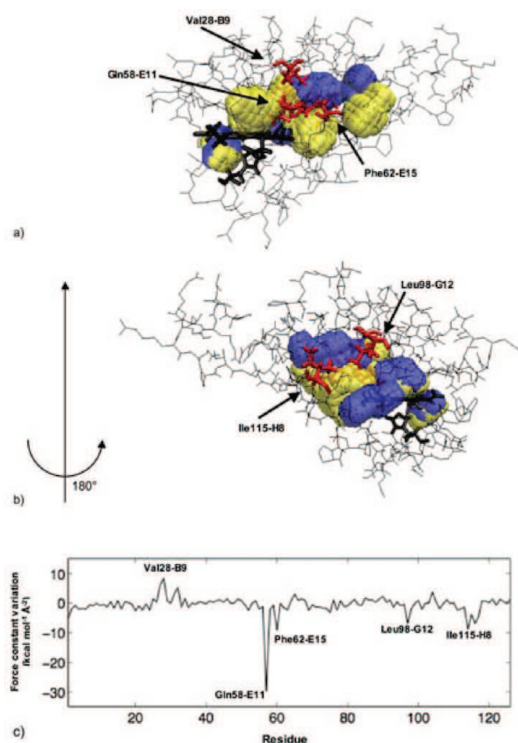 Val28-B9
Gln58-E11
Phe62-E15
a)
Leu98-G12
Ile115-H8
180°
b)
Force constant variation
(kcal mol⁻¹ Å⁻²)
10
0
−10
−20
−30
Val28-B9
Phe62-E15
Leu98-G12
Ile115-H8
Gln58-E11
20 40 60 80 100 120
c)
Residue